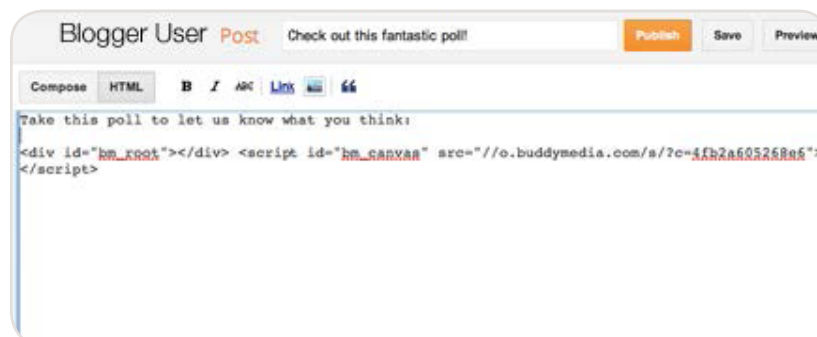 Blogger User Post Check out this fantastic poll! Publish Save Preview
Compose HTML B I ABC Link
Take this poll to let us know what you think:
<div id="bm_root"></div> <script id="bm_canvas" src="//o.buddymedia.com/s/?c=4fb2a605268e6">
</script>